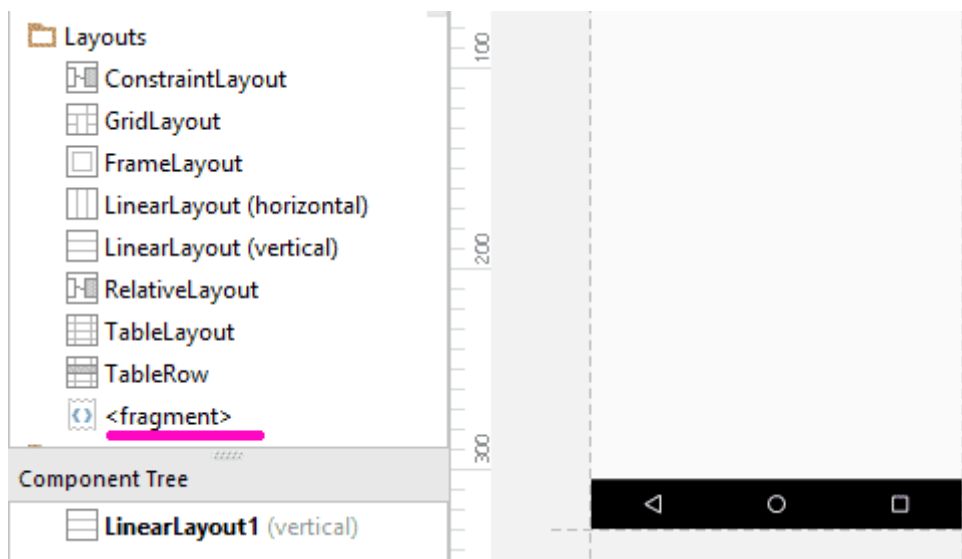 Layouts
ConstraintLayout
GridLayout
FrameLayout
LinearLayout (horizontal)
LinearLayout (vertical)
RelativeLayout
TableLayout
TableRow
<fragment>
Component Tree
LinearLayout1 (vertical)
100
200
300